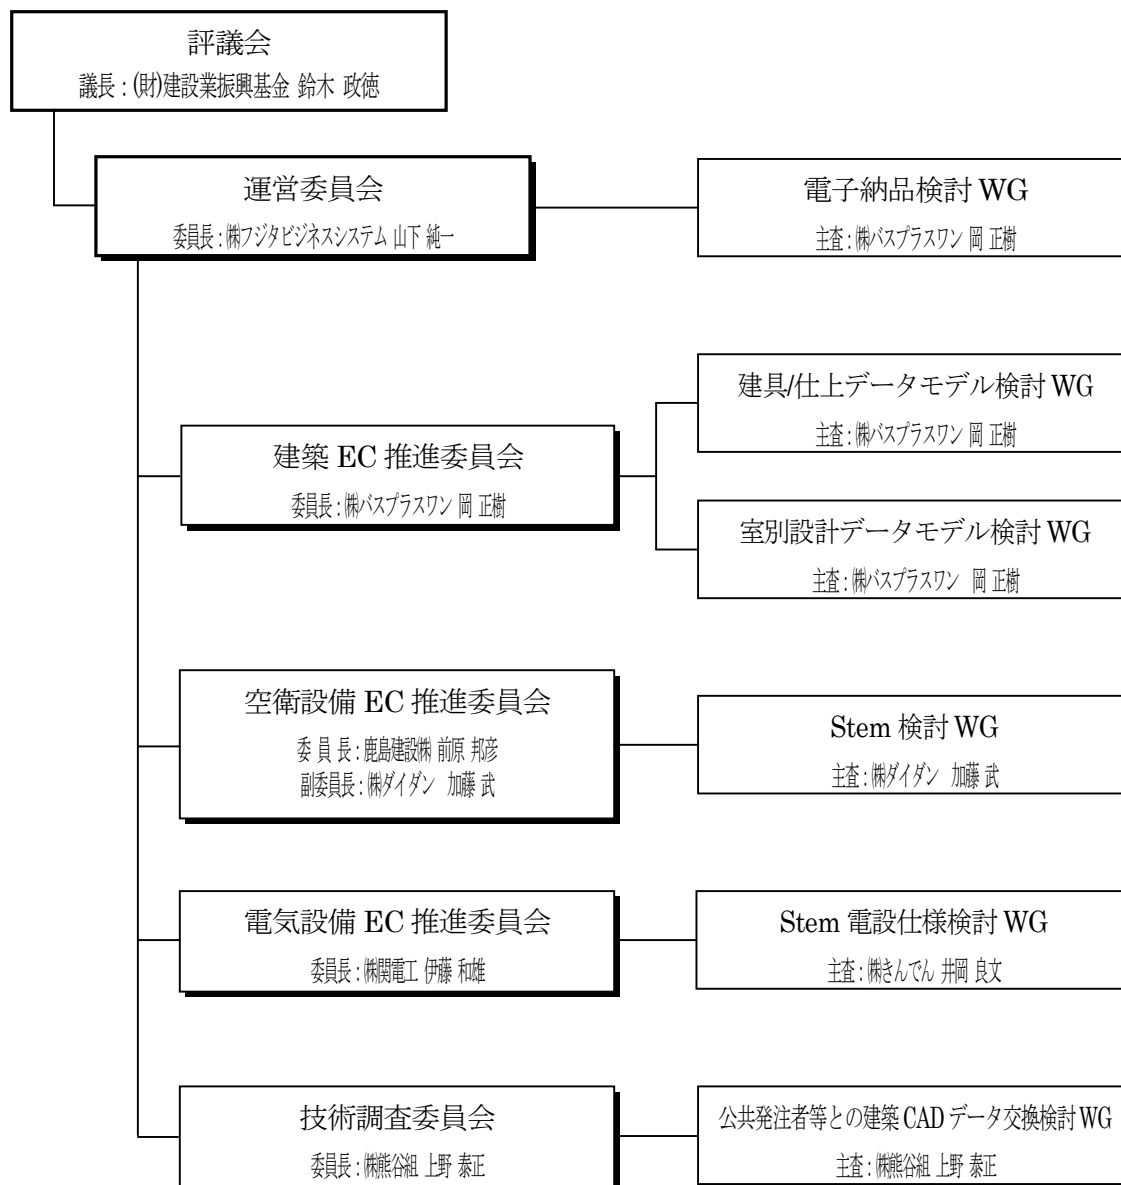 評議会
議長：(財)建設業振興基金 鈴木 政徳
運営委員会
委員長：㈱フジタビジネスシステム 山下 純一
電子納品検討 WG
主査：㈱バスプラスワン 岡 正樹
建具/仕上データモデル検討 WG
主査：㈱バスプラスワン 岡 正樹
建築 EC 推進委員会
委員長：㈱バスプラスワン 岡 正樹
室別設計データモデル検討 WG
主査：㈱バスプラスワン 岡 正樹
空衛設備 EC 推進委員会
委 員 長：鹿島建設㈱ 前原 邦彦
副委員長：㈱ダイダン 加藤 武
Stem 検討 WG
主査：㈱ダイダン 加藤 武
電気設備 EC 推進委員会
委員長：㈱関電工 伊藤 和雄
Stem 電設仕様検討 WG
主査：㈱きんでん 井岡 良文
技術調査委員会
委員長：㈱熊谷組 上野 泰正
公共発注者等との建築 CAD データ交換検討 WG
主査：㈱熊谷組 上野 泰正